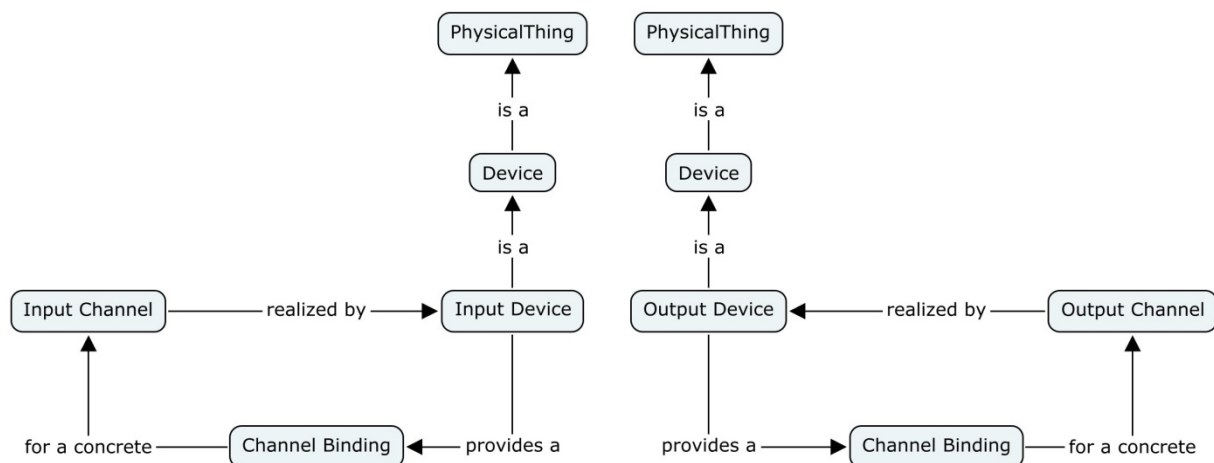 PhysicalThing PhysicalThing
is a is a
Device Device
is a is a
Input Channel realized by Input Device Output Device realized by Output Channel
for a concrete Channel Binding provides a provides a Channel Binding for a concrete